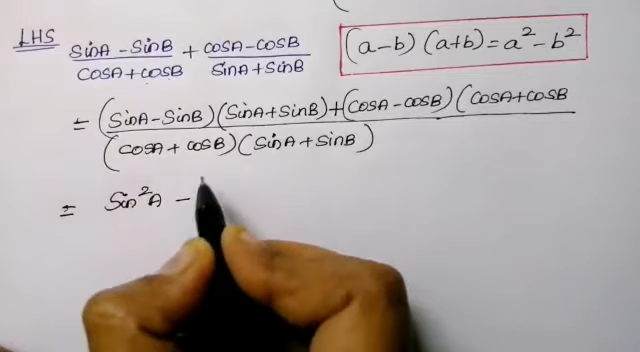 LHS (sinA - sinB)/(cosA + cosB) + (cosA - cosB)/(sinA + sinB)
(a-b) (a+b) = a² - b²
= ((sinA - sinB)(sinA + sinB) + (cosA - cosB)(cosA + cosB)/((cosA + cosB)(sinA + sinB))
= sin²A -